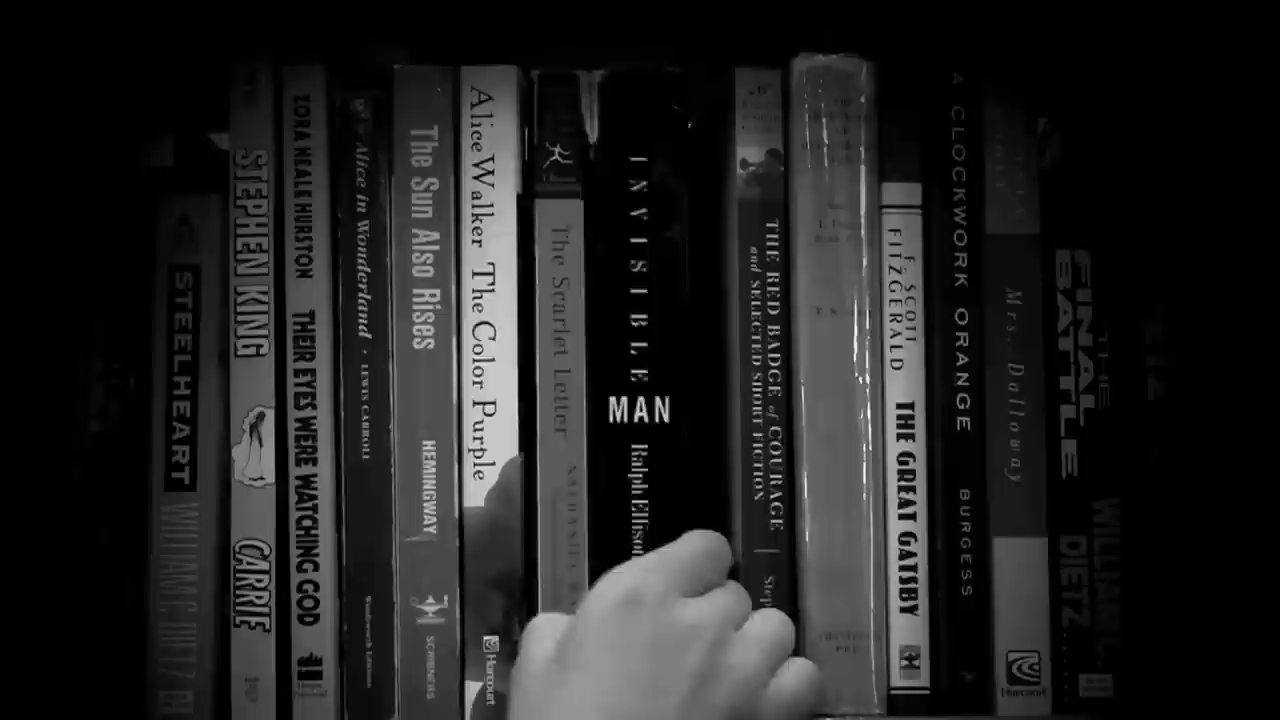 STEELHEART
WILLIAM C. DIETZ
STEPHEN KING
CARRIE
ZORA NEALE HURSTON
THEIR EYES WERE WATCHING GOD
Alice in Wonderland • LEWIS CARROLL
The Sun Also Rises
HEMINGWAY
SCRIBNERS
Alice Walker The Color Purple
Harcourt
The Scarlet Letter
INVISIBLE
MAN
Ralph Ellison
THE RED BADGE of COURAGE
and SELECTED SHORT FICTION
Step
F. SCOTT
FITZGERALD
THE GREAT GATSBY
A CLOCKWORK ORANGE
BURGESS
Mrs. Dalloway
Harcourt
THE
FINAL
BATTLE
WILLIAM C.
DIETZ